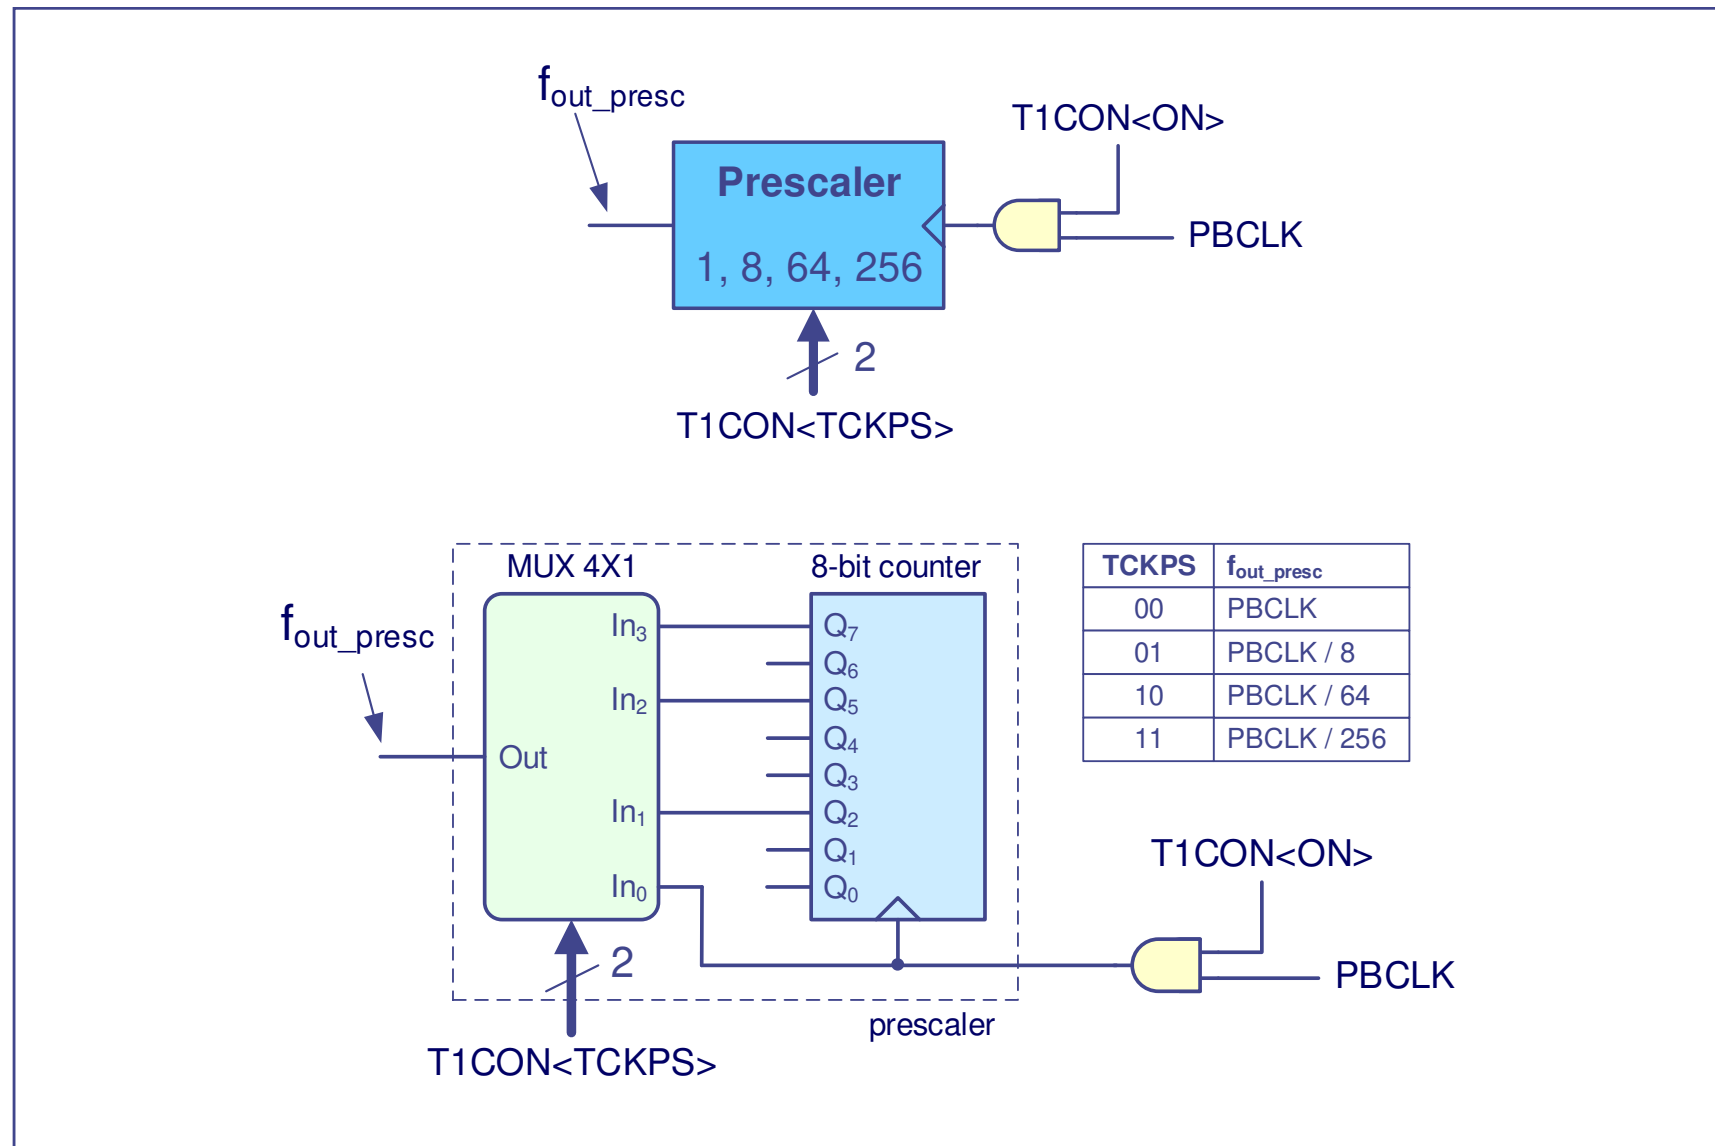 f_out_presc
T1CON<ON>
Prescaler
1, 8, 64, 256
PBCLK
2
T1CON<TCKPS>
MUX 4X1
8-bit counter
f_out_presc
Out
In3
In2
In1
In0
Q7
Q6
Q5
Q4
Q3
Q2
Q1
Q0
TCKPS f_out_presc
00 PBCLK
01 PBCLK / 8
10 PBCLK / 64
11 PBCLK / 256
T1CON<ON>
PBCLK
2
prescaler
T1CON<TCKPS>